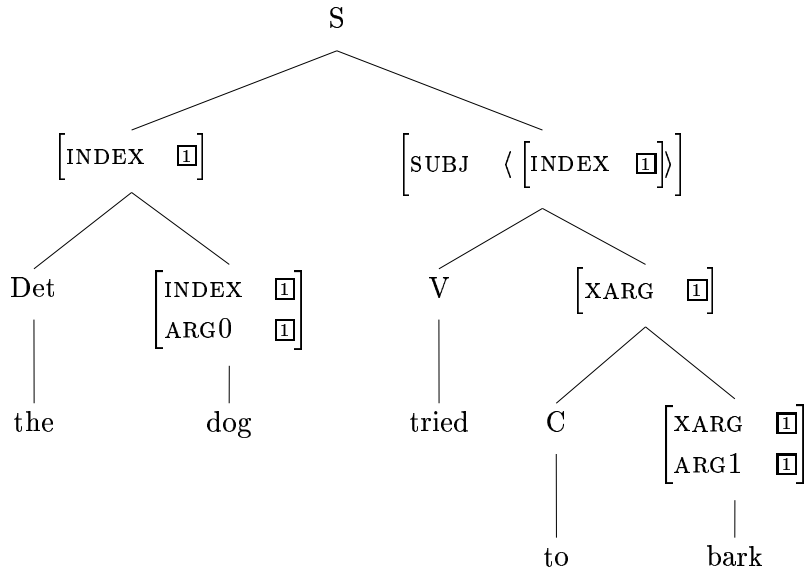 S
[INDEX 1] [SUBJ ⟨ [INDEX 1]⟩]
Det [INDEX 1 V [XARG 1]
ARG0 1]
the dog tried C [XARG 1
ARG1 1]
to bark